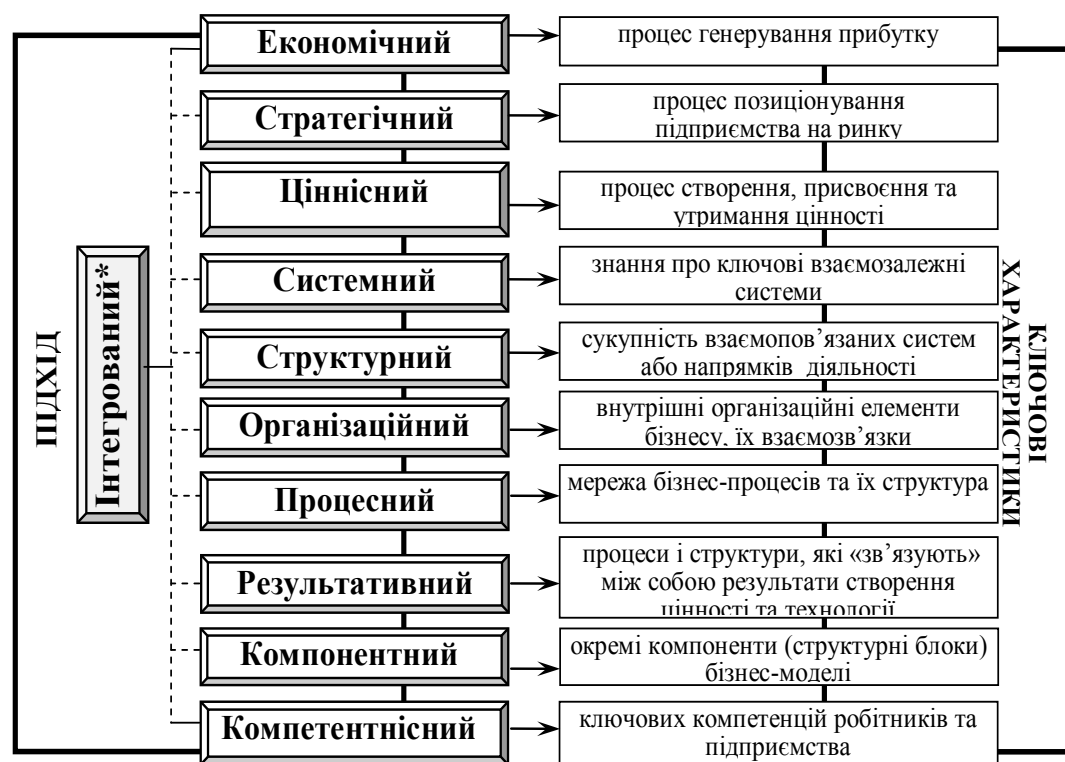 ПІДХІД
Інтегрований*
Економічний
процес генерування прибутку
Стратегічний
процес позиціонування
підприємства на ринку
Ціннісний
процес створення, присвоєння та
утримання цінності
Системний
знання про ключові взаємозалежні
системи
Структурний
сукупність взаємопов’язаних систем
або напрямків діяльності
Організаційний
внутрішні організаційні елементи
бізнесу, їх взаємозв’язки
Процесний
мережа бізнес-процесів та їх структура
Результативний
процеси і структури, які «зв’язують»
між собою результати створення
цінності та технології
Компонентний
окремі компоненти (структурні блоки)
бізнес-моделі
Компетентнісний
ключових компетенцій робітників та
підприємства
КЛЮЧОВІ
ХАРАКТЕРИСТИКИ